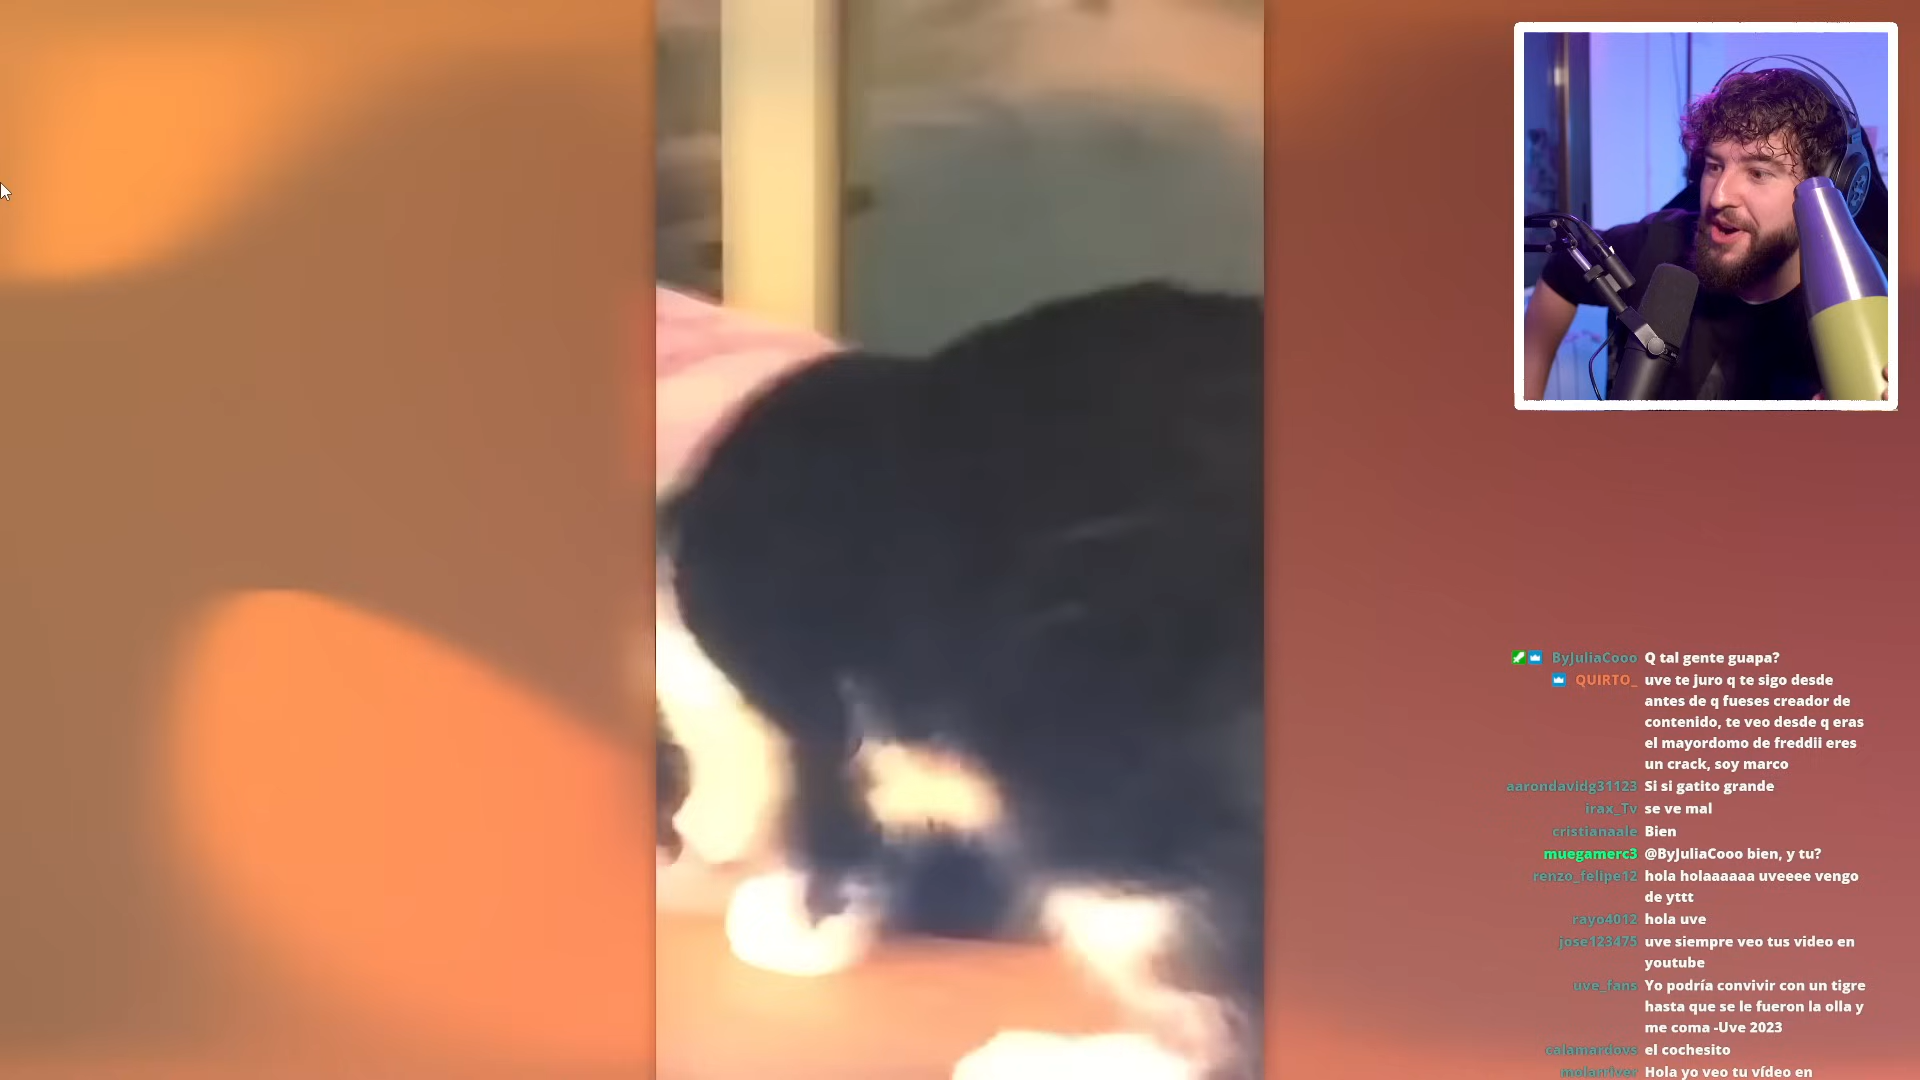 ByJuliaCooo Q tal gente guapa?
QUIRTO_ uve te juro q te sigo desde
antes de q fueses creador de
contenido, te veo desde q eras
el mayordomo de freddii eres
un crack, soy marco
aarondavidg31123 Si si gatito grande
irax_Tv se ve mal
cristianaale Bien
muegamerc3 @ByJuliaCooo bien, y tu?
renzo_felipe12 hola holaaaaaa uveeee vengo
de yttt
rayo4012 hola uve
jose123475 uve siempre veo tus video en
youtube
uve_fans Yo podría convivir con un tigre
hasta que se le fueron la olla y
me coma -Uve 2023
calamardovs el cochesito
molarriver Hola yo veo tu vídeo en